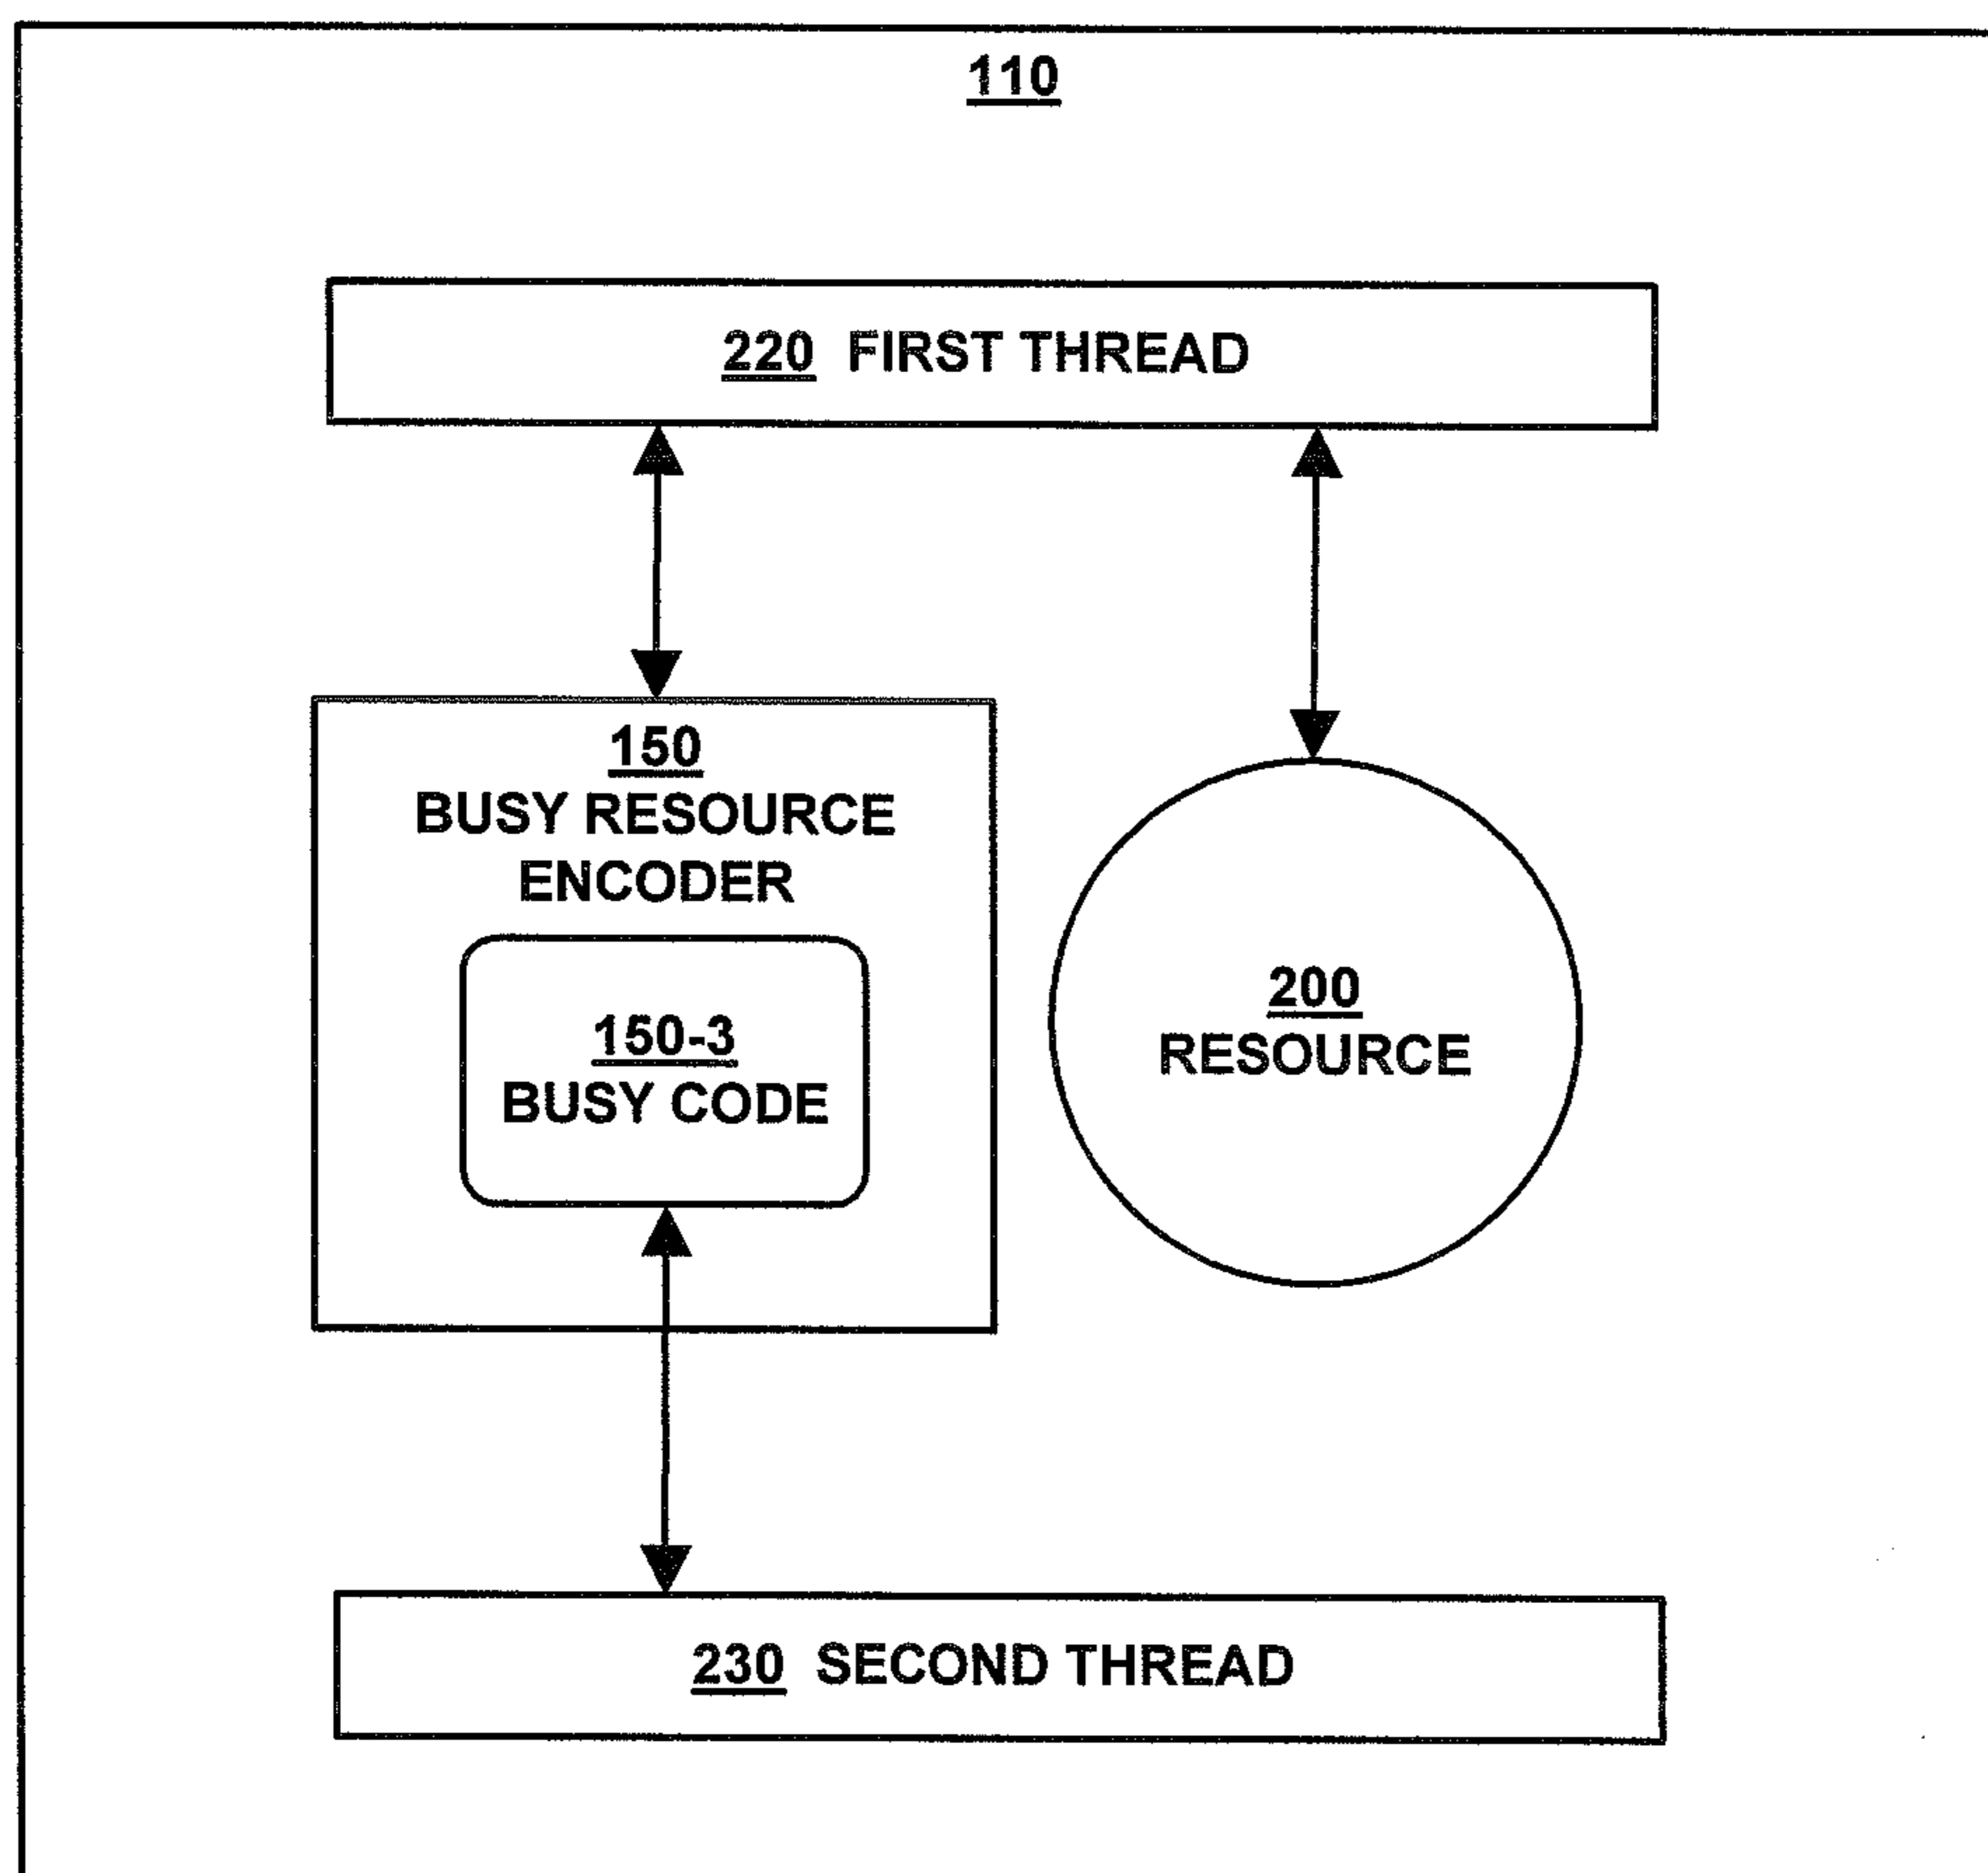 110
220 FIRST THREAD
150
BUSY RESOURCE
ENCODER
150-3
BUSY CODE
200
RESOURCE
230 SECOND THREAD